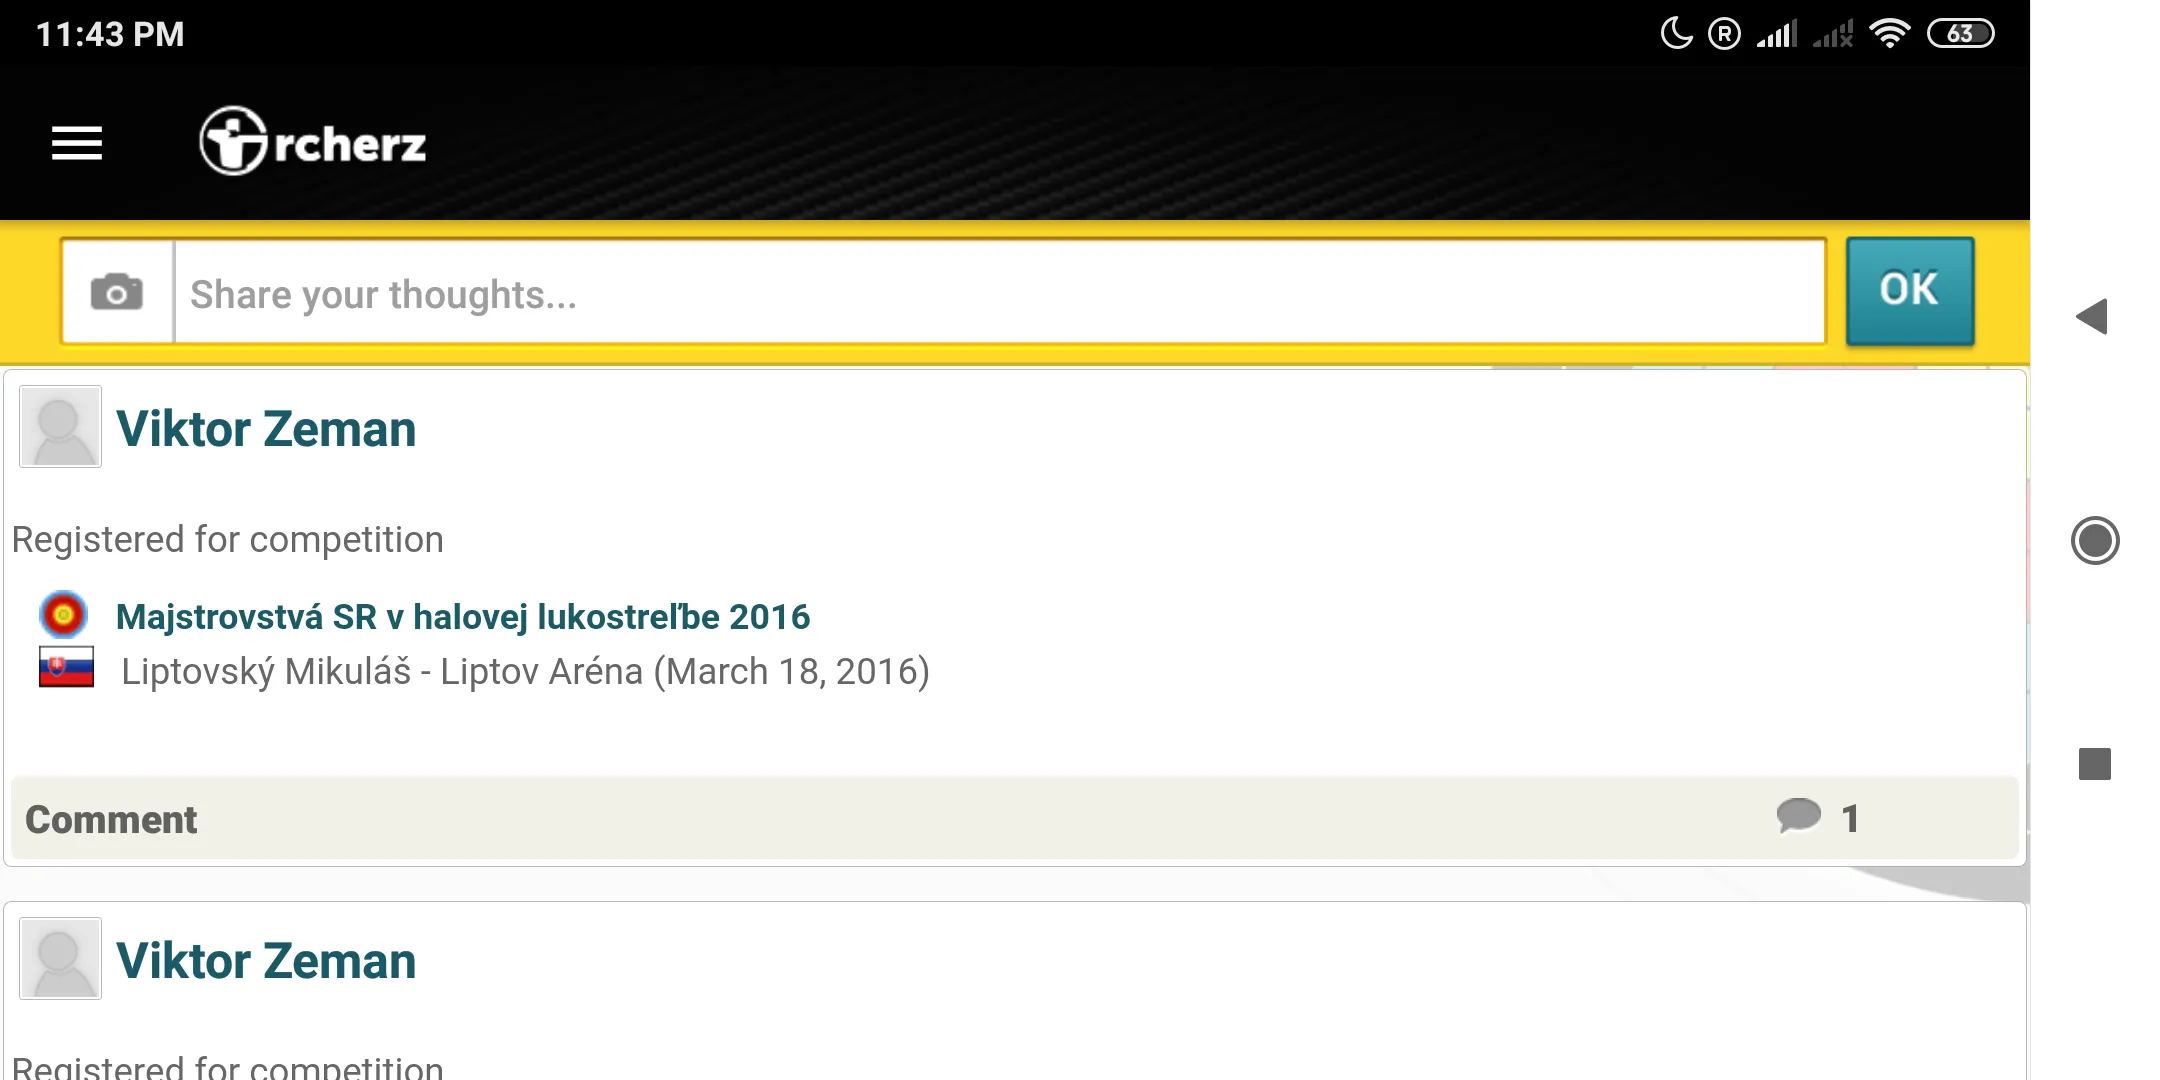 11:43 PM
R
63
rcherz
Share your thoughts...
OK
Viktor Zeman
Registered for competition
Majstrovstvá SR v halovej lukostreľbe 2016
Liptovský Mikuláš - Liptov Aréna (March 18, 2016)
Comment
1
Viktor Zeman
Registered for competition